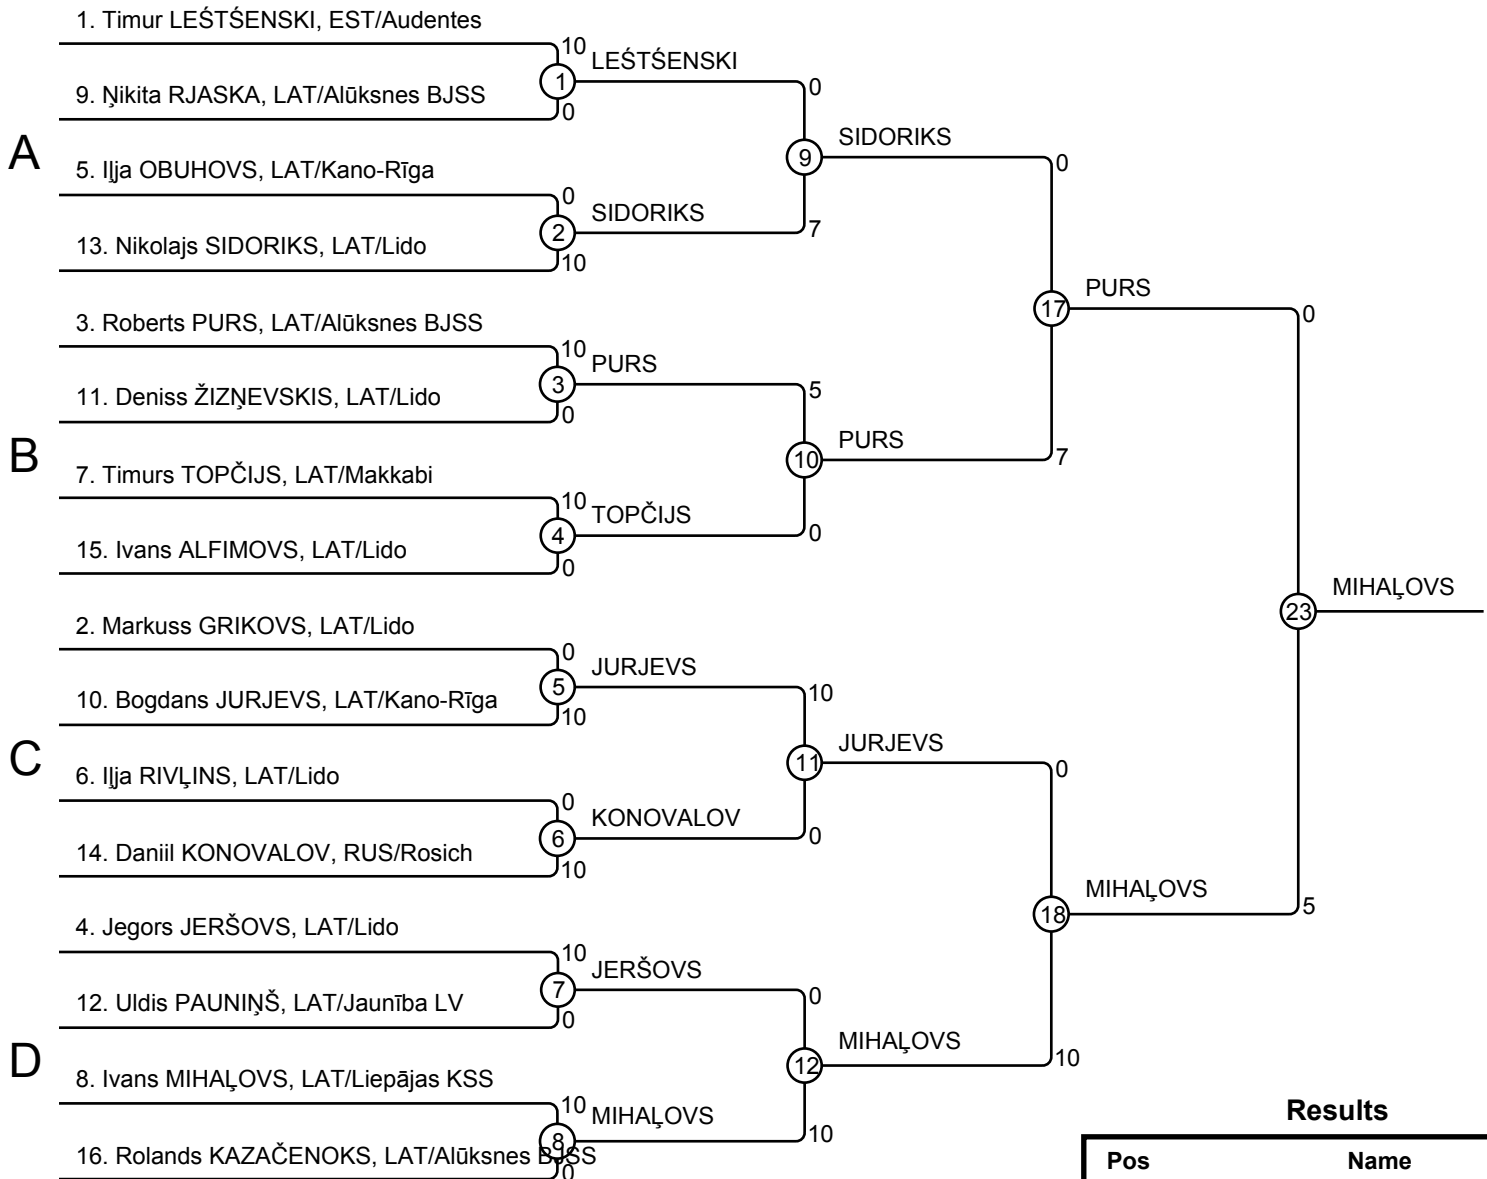 1. Timur LEŚTŚENSKI, EST/Audentes
10
1
LEŚTŚENSKI
9. Ņikita RJASKA, LAT/Alūksnes BJSS
0
0
A
9
SIDORIKS
5. Iļja OBUHOVS, LAT/Kano-Rīga
0
0
2
SIDORIKS
7
13. Nikolajs SIDORIKS, LAT/Lido
10
17
PURS
0
3. Roberts PURS, LAT/Alūksnes BJSS
10
3
PURS
5
11. Deniss ŽIZŅEVSKIS, LAT/Lido
0
B
10
PURS
7
7. Timurs TOPČIJS, LAT/Makkabi
10
4
TOPČIJS
0
15. Ivans ALFIMOVS, LAT/Lido
0
23
MIHAĻOVS
2. Markuss GRIKOVS, LAT/Lido
0
5
JURJEVS
10
10. Bogdans JURJEVS, LAT/Kano-Rīga
10
C
11
JURJEVS
0
6. Iļja RIVĻINS, LAT/Lido
0
6
KONOVALOV
0
14. Daniil KONOVALOV, RUS/Rosich
10
18
MIHAĻOVS
5
4. Jegors JERŠOVS, LAT/Lido
10
7
JERŠOVS
0
12. Uldis PAUNIŅŠ, LAT/Jaunība LV
0
D
12
MIHAĻOVS
10
8. Ivans MIHAĻOVS, LAT/Liepājas KSS
10
8
MIHAĻOVS
10
16. Rolands KAZAČENOKS, LAT/Alūksnes BJSS
0
Results
Pos Name